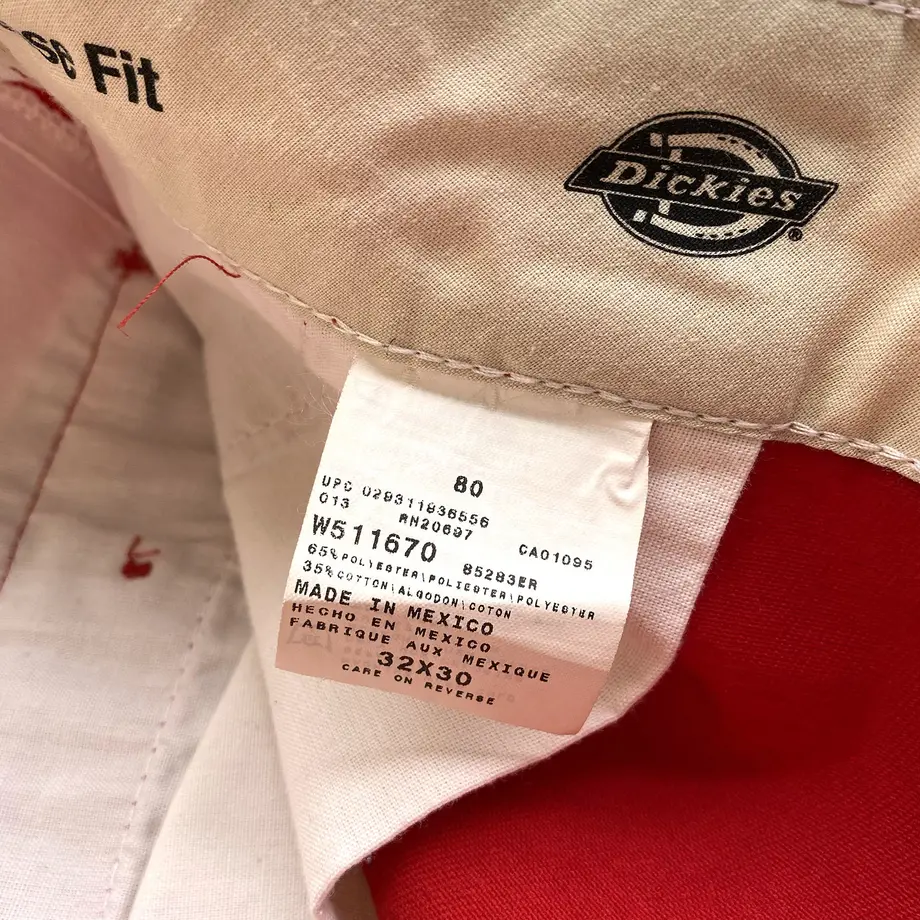 Fit
Dickies®
80
UPC 029311836556
013 RN20697 CA01095
W511670 85283ER
65%POLYESTER\POLIESTER\POLYESTER
35%COTTON\ALGODON\COTON
MADE IN MEXICO
HECHO EN MEXICO
FABRIQUE AUX MEXIQUE
32X30
CARE ON REVERSE